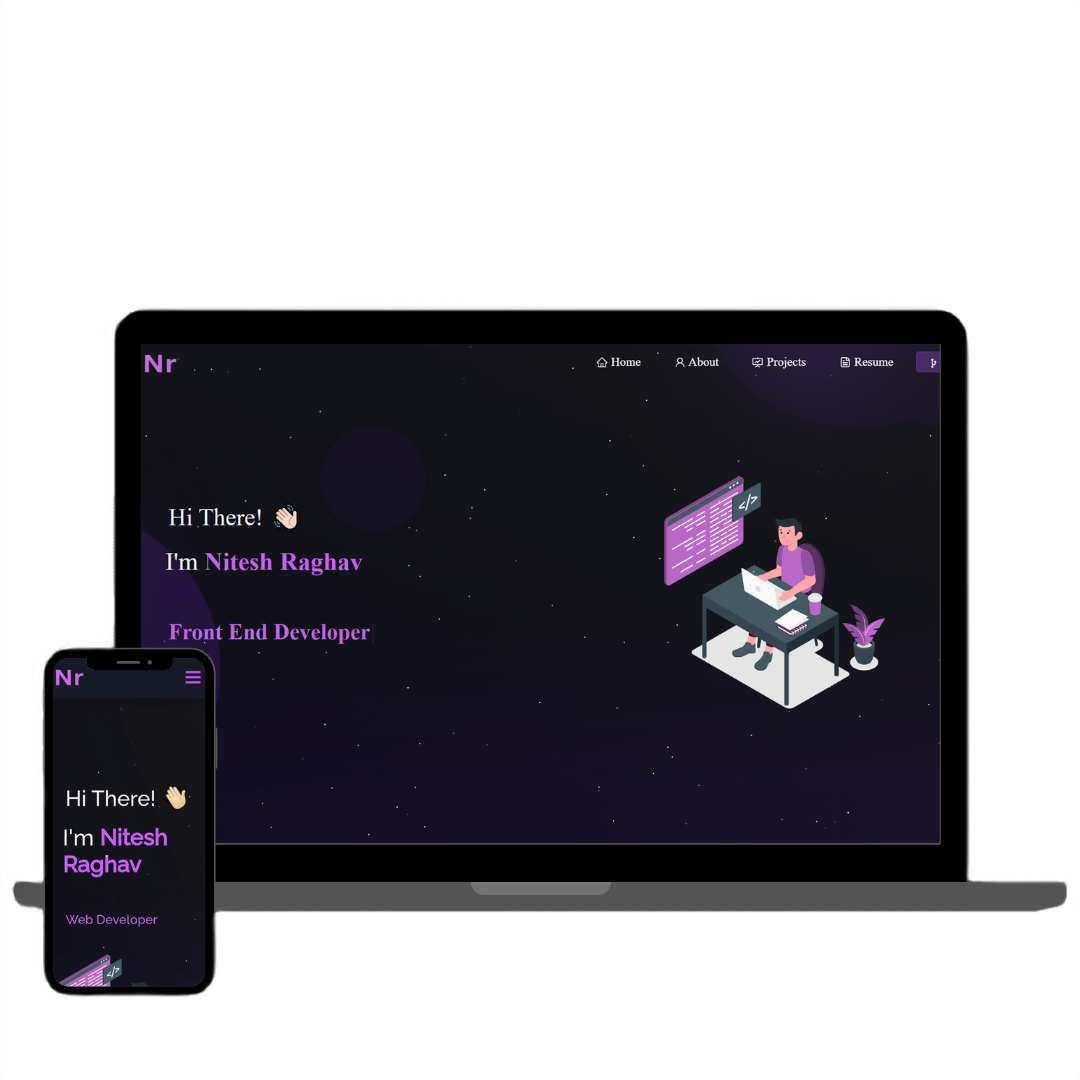 Nr
Home About Projects Resume
Hi There! 👋🏻
I'm Nitesh Raghav
Front End Developer
</>
Nr
Hi There! 👋🏻
I'm Nitesh
Raghav
Web Developer
</>